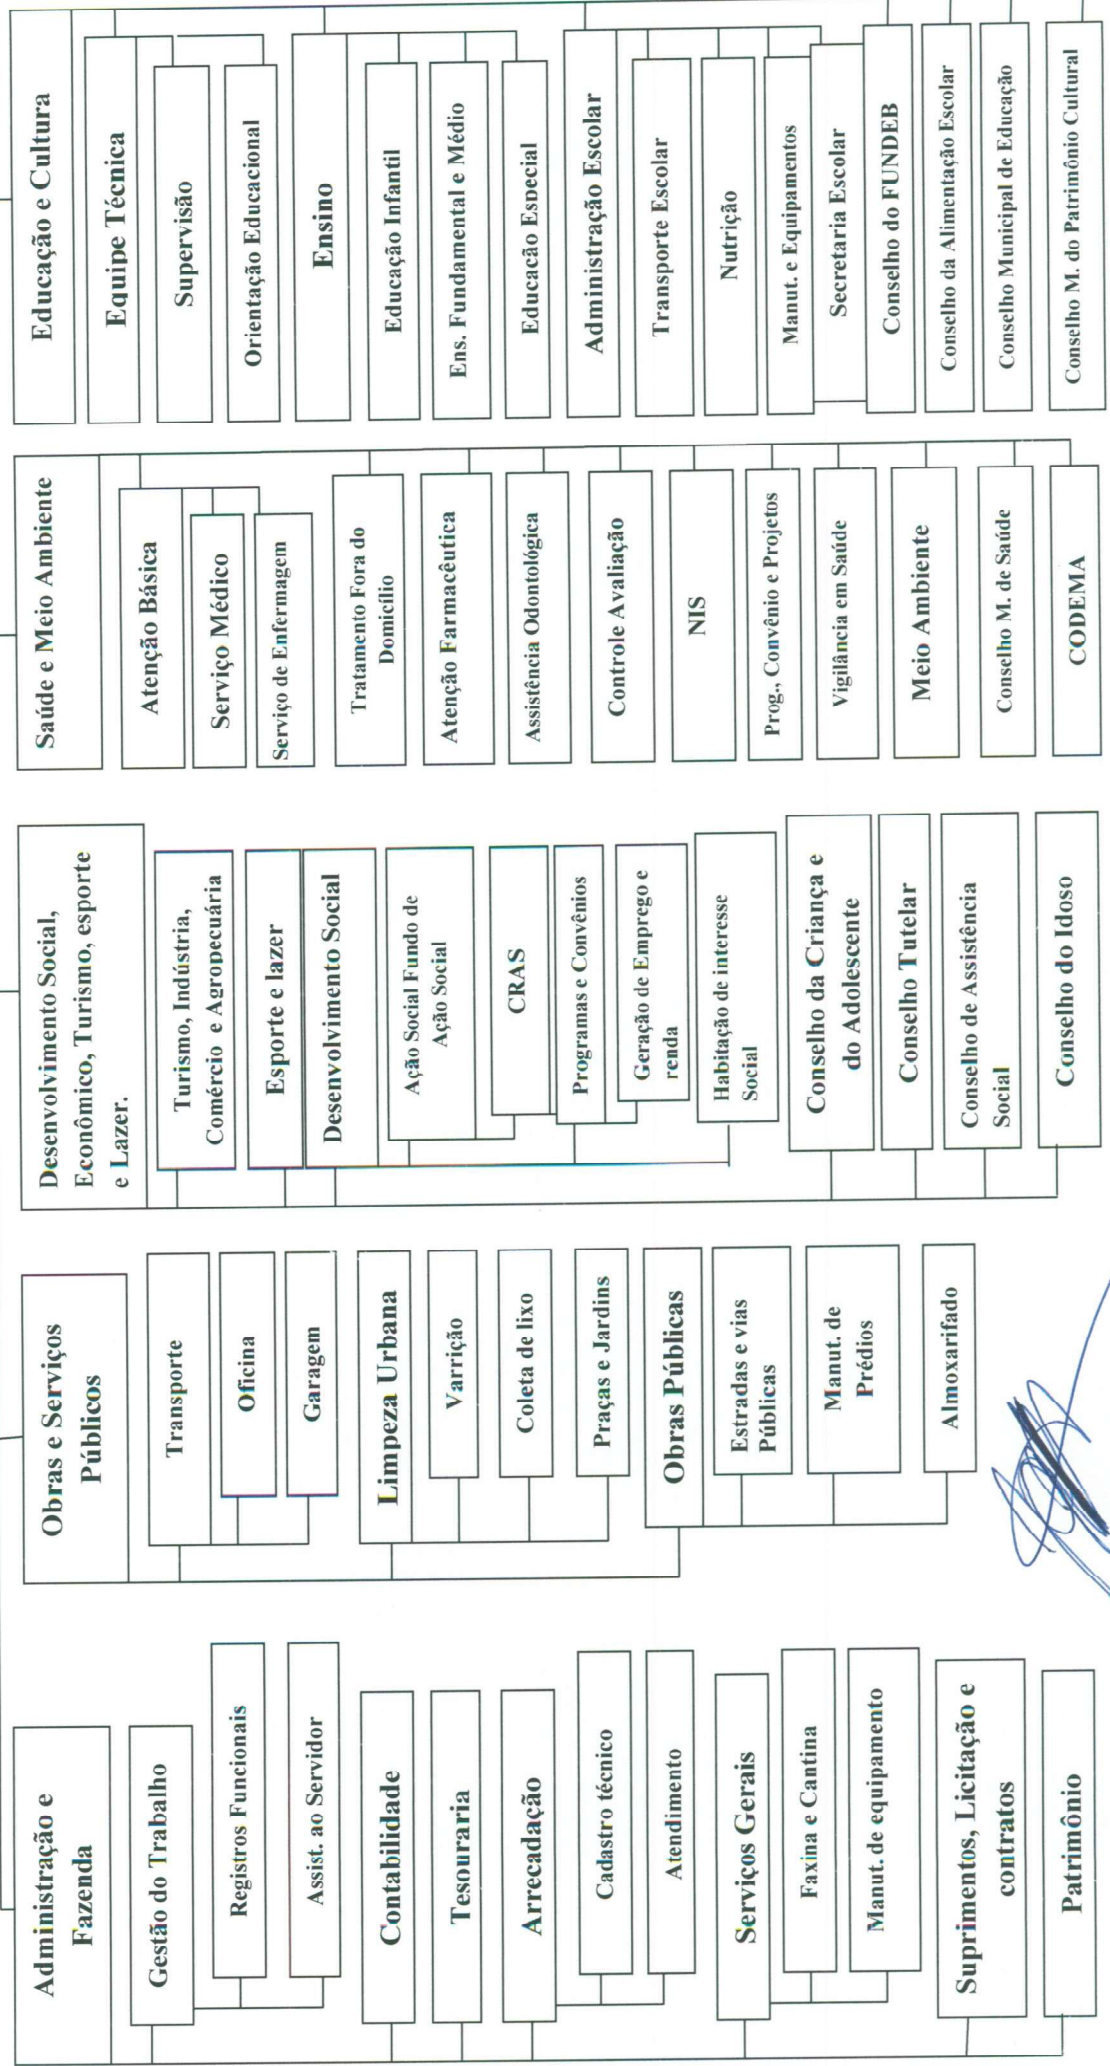 Administração e
Fazenda
Gestão do Trabalho
Registros Funcionais
Assist. ao Servidor
Contabilidade
Tesouraria
Arrecadação
Cadastro técnico
Atendimento
Serviços Gerais
Faxina e Cantina
Manut. de equipamento
Suprimentos, Licitação e
contratos
Patrimônio
Obras e Serviços
Públicos
Transporte
Oficina
Garagem
Limpeza Urbana
Varrição
Coleta de lixo
Praças e Jardins
Obras Públicas
Estradas e vias
Públicas
Manut. de
Prédios
Almoxarifado
Desenvolvimento Social,
Econômico, Turismo, esporte
e Lazer.
Turismo, Indústria,
Comércio e Agropecuária
Esporte e lazer
Desenvolvimento Social
Ação Social Fundo de
Ação Social
CRAS
Programas e Convênios
Geração de Emprego e
renda
Habitação de interesse
Social
Conselho da Criança e
do Adolescente
Conselho Tutelar
Conselho de Assistência
Social
Conselho do Idoso
Saúde e Meio Ambiente
Atenção Básica
Serviço Médico
Serviço de Enfermagem
Tratamento Fora do
Domicílio
Atenção Farmacêutica
Assistência Odontológica
Controle Avaliação
NIS
Prog., Convênio e Projetos
Vigilância em Saúde
Meio Ambiente
Conselho M. de Saúde
CODEMA
Educação e Cultura
Equipe Técnica
Supervisão
Orientação Educacional
Ensino
Educação Infantil
Ens. Fundamental e Médio
Educacão Especial
Administração Escolar
Transporte Escolar
Nutrição
Manut. e Equipamentos
Secretaria Escolar
Conselho do FUNDEB
Conselho da Alimentação Escolar
Conselho Municipal de Educação
Conselho M. do Patrimônio Cultural